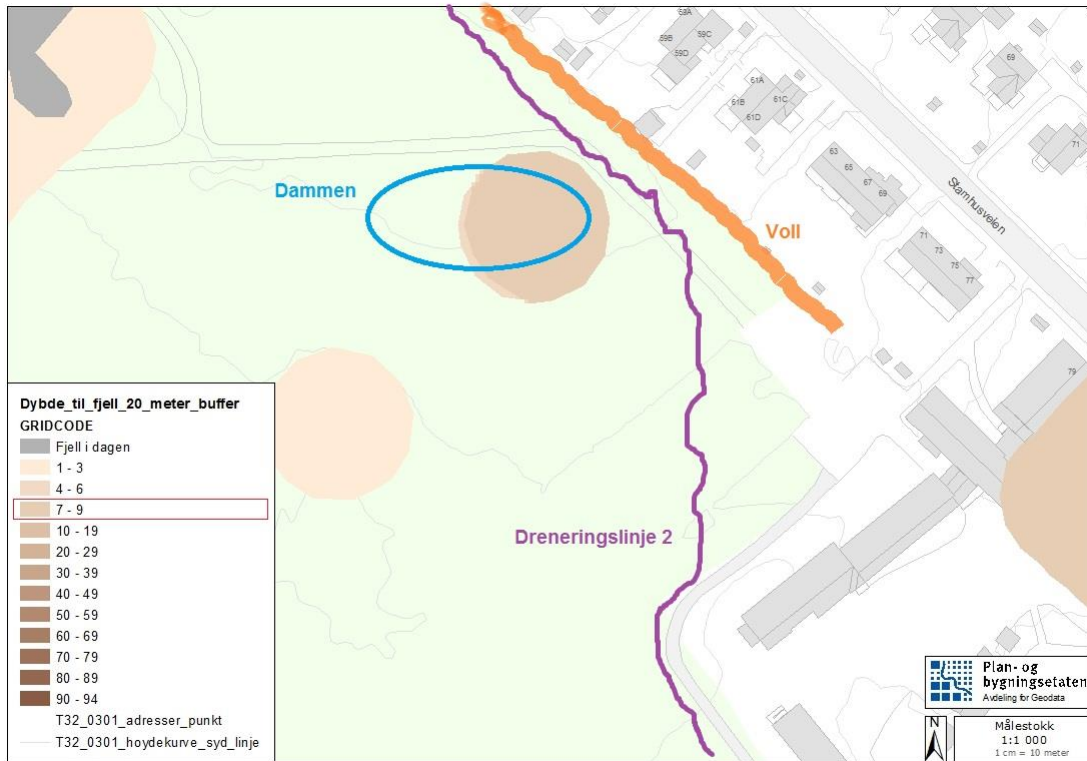 59A
59B
59C
59D
69
61A
61B
61C
61D
71
63
65
67
69
Stamhusveien
Dammen
Voll
71
73
75
77
79
Dreneringslinje 2
Dybde_til_fjell_20_meter_buffer
GRIDCODE
Fjell i dagen
1 - 3
4 - 6
7 - 9
10 - 19
20 - 29
30 - 39
40 - 49
50 - 59
60 - 69
70 - 79
80 - 89
90 - 94
T32_0301_adresser_punkt
T32_0301_hoydekurve_syd_linje
Plan- og
bygningsetaten
Avdeling for Geodata
N
Målestokk
1:1 000
1 cm = 10 meter